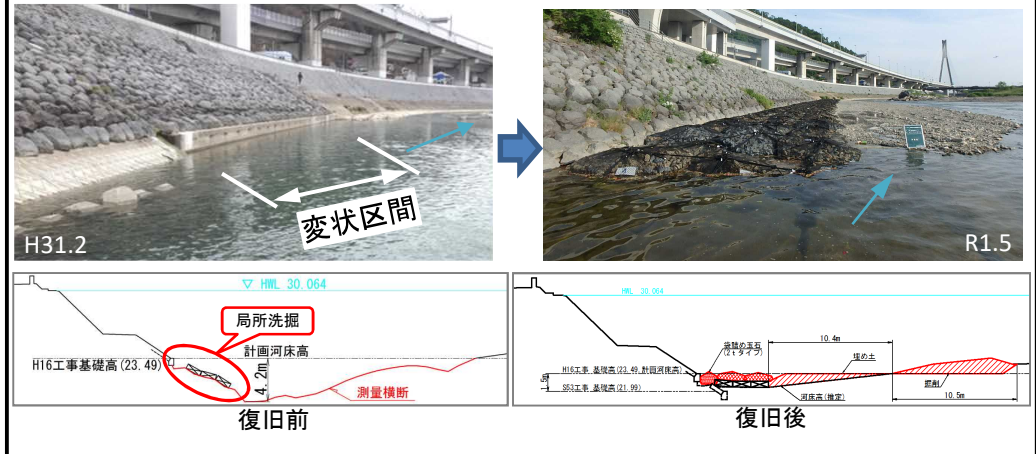 変状区間
H31.2
R1.5
▽ HWL 30.064
局所洗掘
計画河床高
H16工事基礎高(23.49)
4.2m
測量横断
復旧前
HWL 30.064
袋詰め玉石
(2tタイプ)
10.4m
埋め土
H16工事 基礎高(23.49,計画河床高)
1.5m
S53工事 基礎高(21.99)
河床高(推定)
掘削
10.5m
復旧後